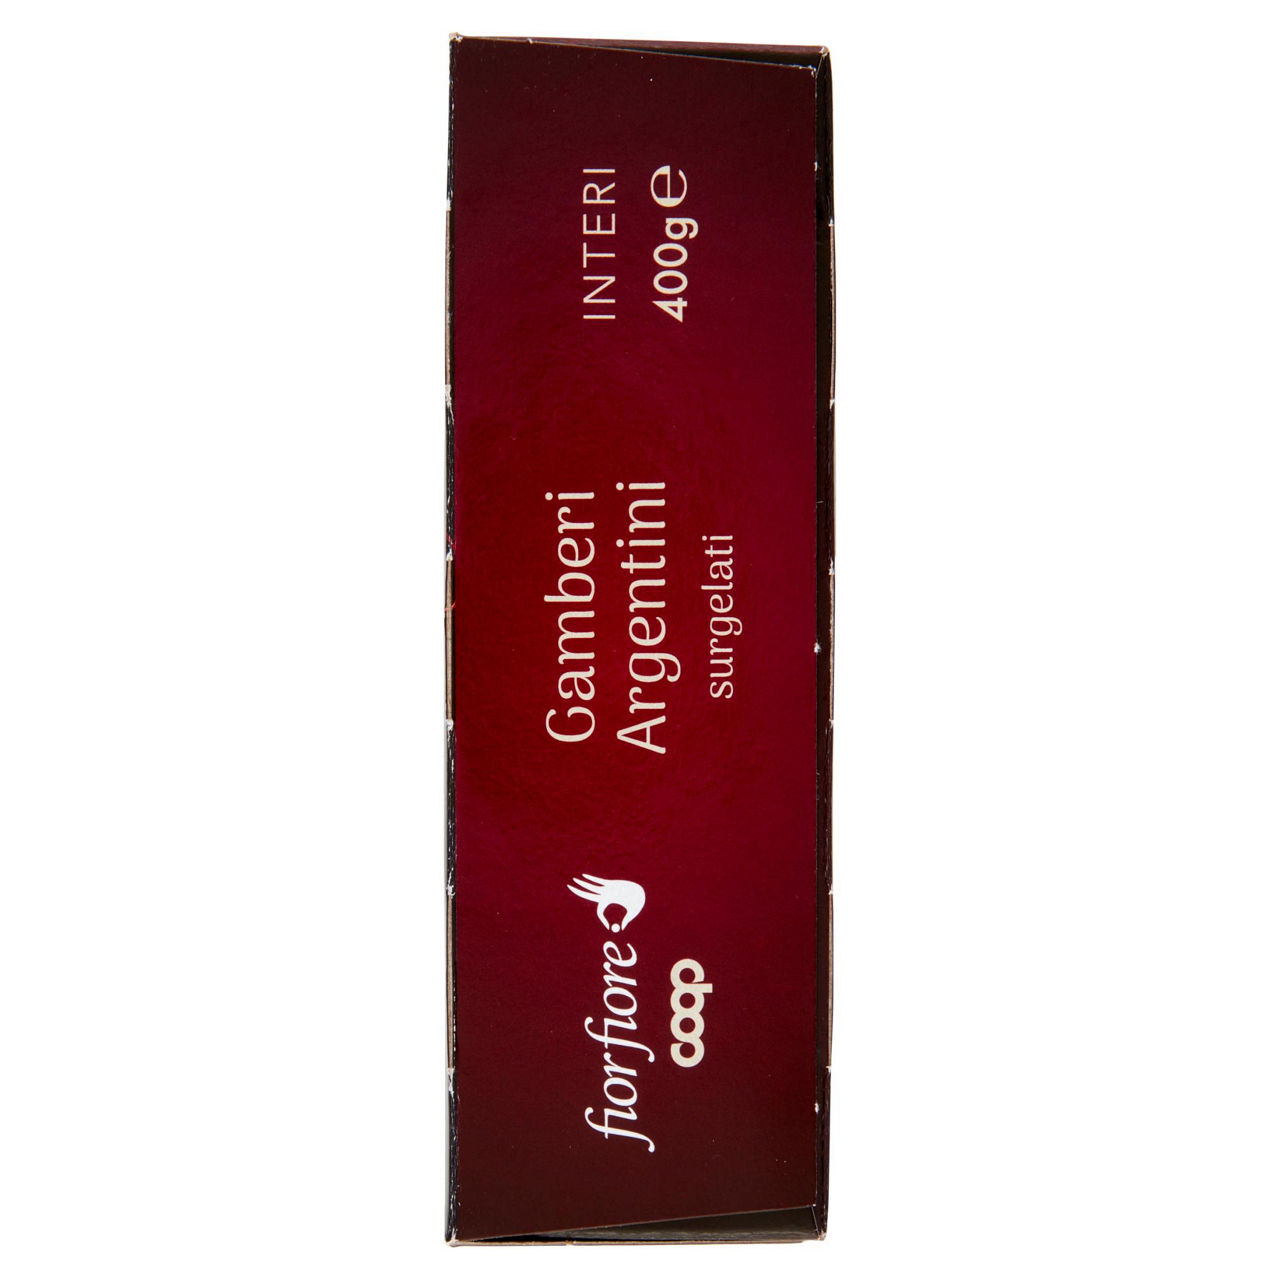 fiorfiore
coop
Gamberi
Argentini
surgelati
INTERI
400g e